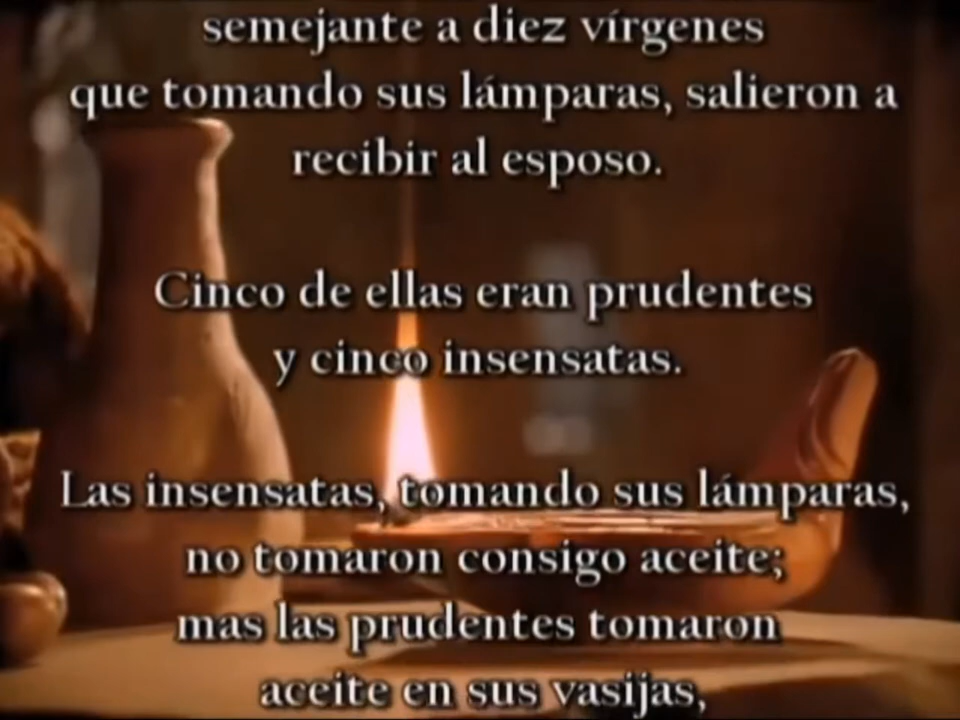 semejante a diez vírgenes
que tomando sus lámparas, salieron a
recibir al esposo.
Cinco de ellas eran prudentes
y cinco insensatas.
Las insensatas, tomando sus lámparas,
no tomaron consigo aceite;
mas las prudentes tomaron
aceite en sus vasijas,